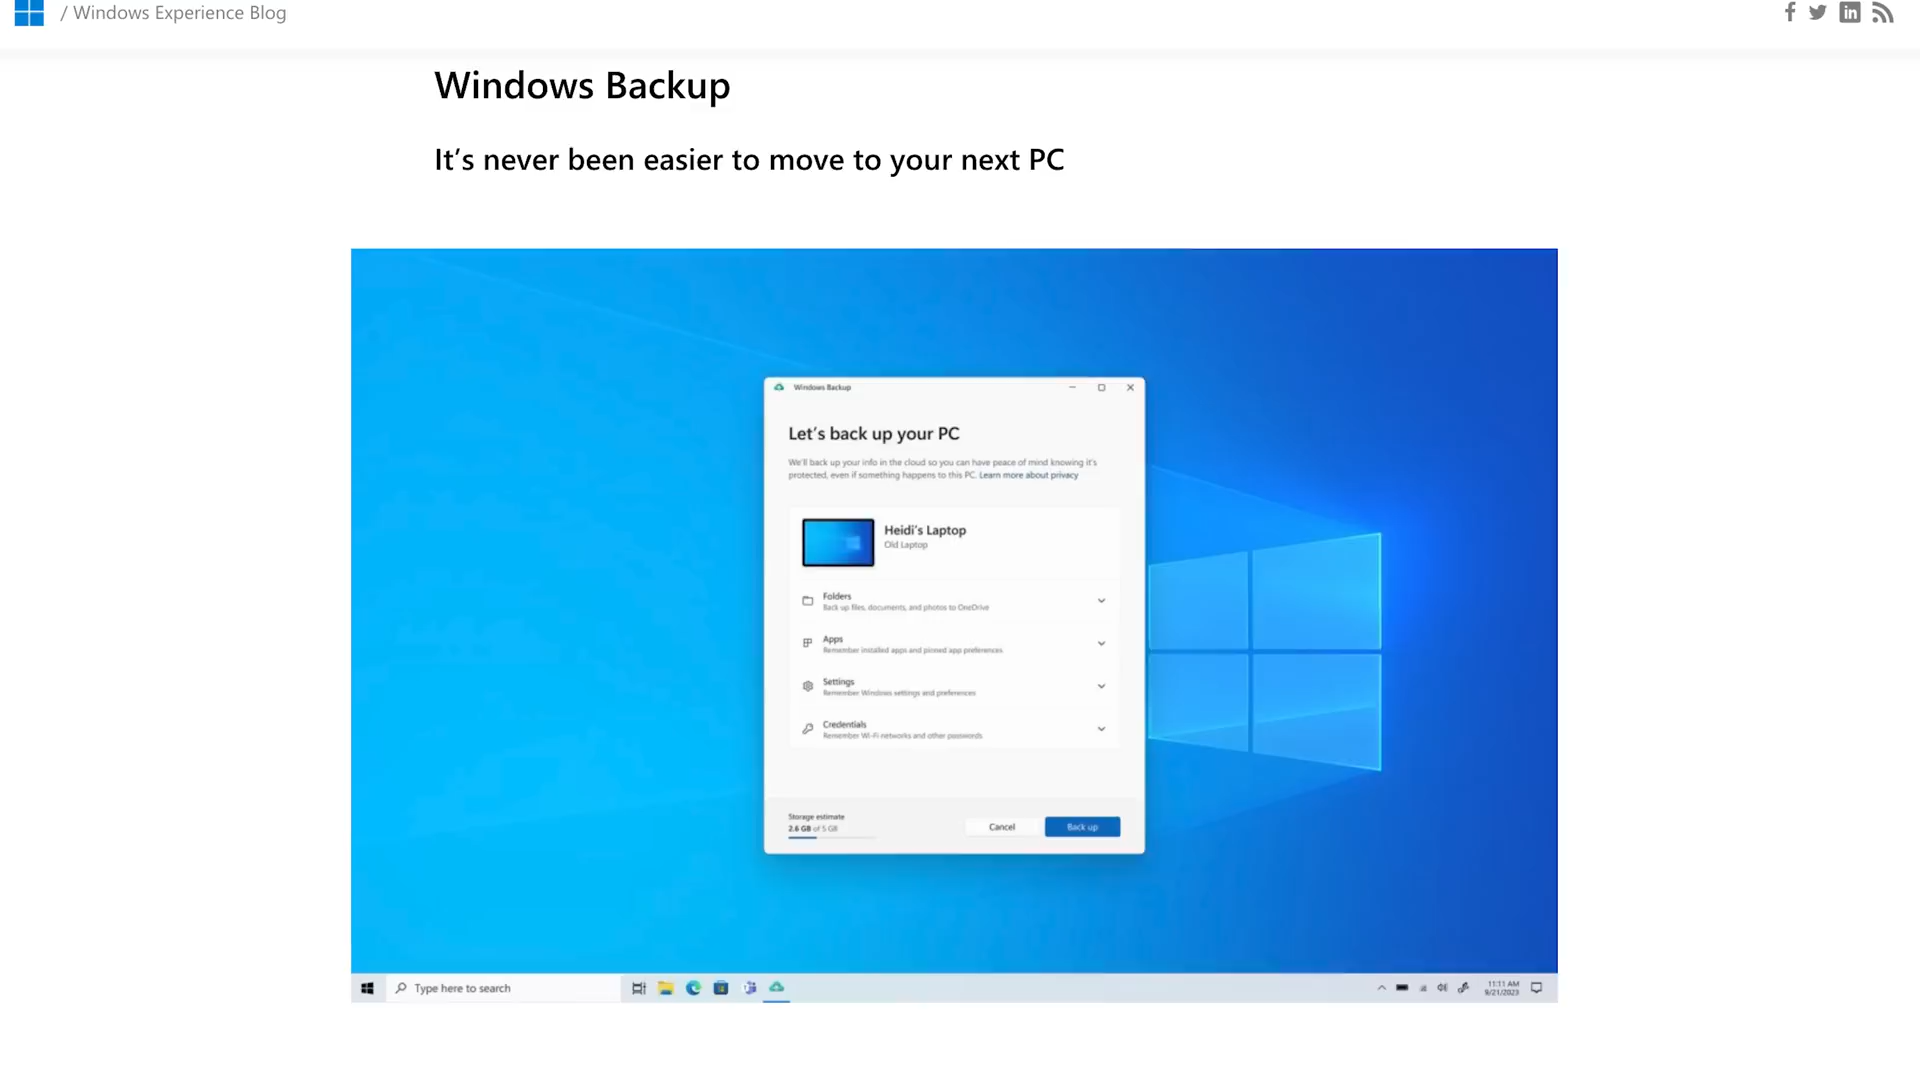 / Windows Experience Blog
Windows Backup
It's never been easier to move to your next PC
Windows Backup
Let's back up your PC
We'll back up your info in the cloud so you can have peace of mind knowing it's
protected, even if something happens to this PC. Learn more about privacy
Heidi's Laptop
Old Laptop
Folders
Back up files, documents, and photos to OneDrive
Apps
Remember installed apps and pinned app preferences
Settings
Remember Windows settings and preferences
Credentials
Remember Wi-Fi networks and other passwords
Storage estimate
2.6 GB of 5 GB
Cancel
Back up
Type here to search
11:11 AM
9/21/2023